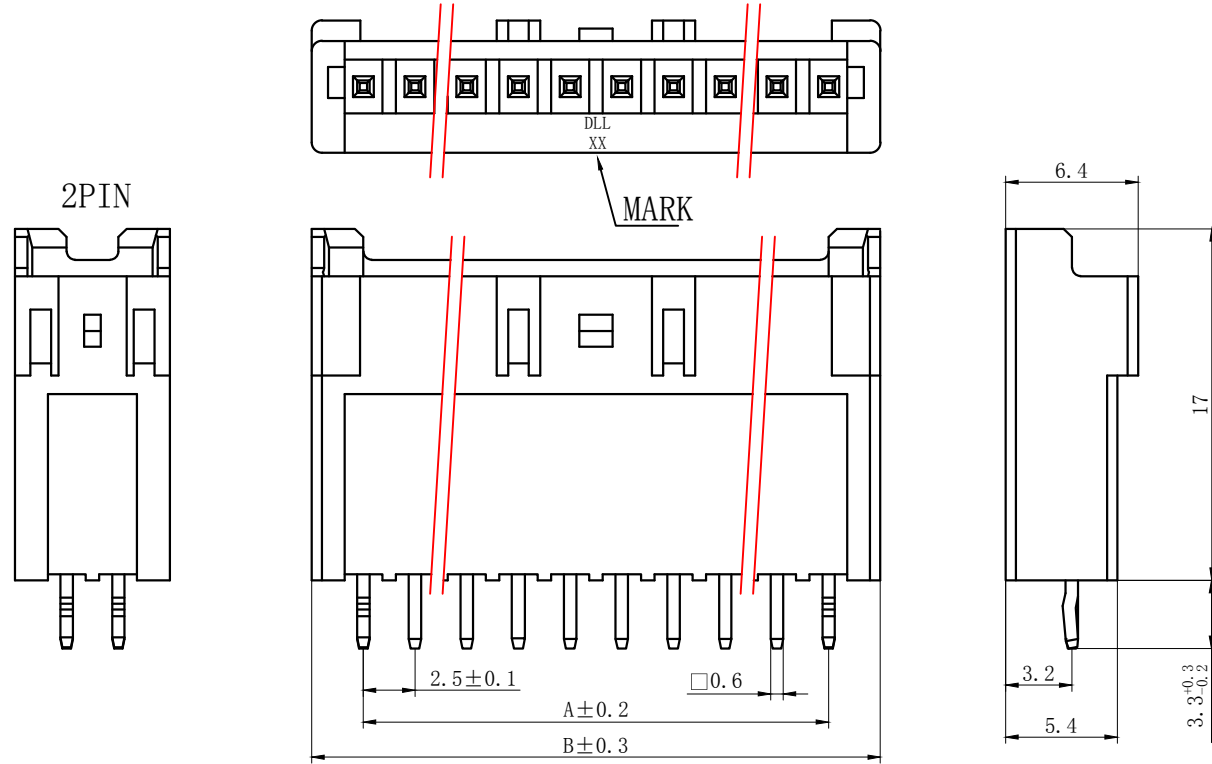 DLL
XX
MARK
2PIN
6.4
17
2.5±0.1
□0.6
A±0.2
B±0.3
3.2
5.4
3.3+0.3-0.2